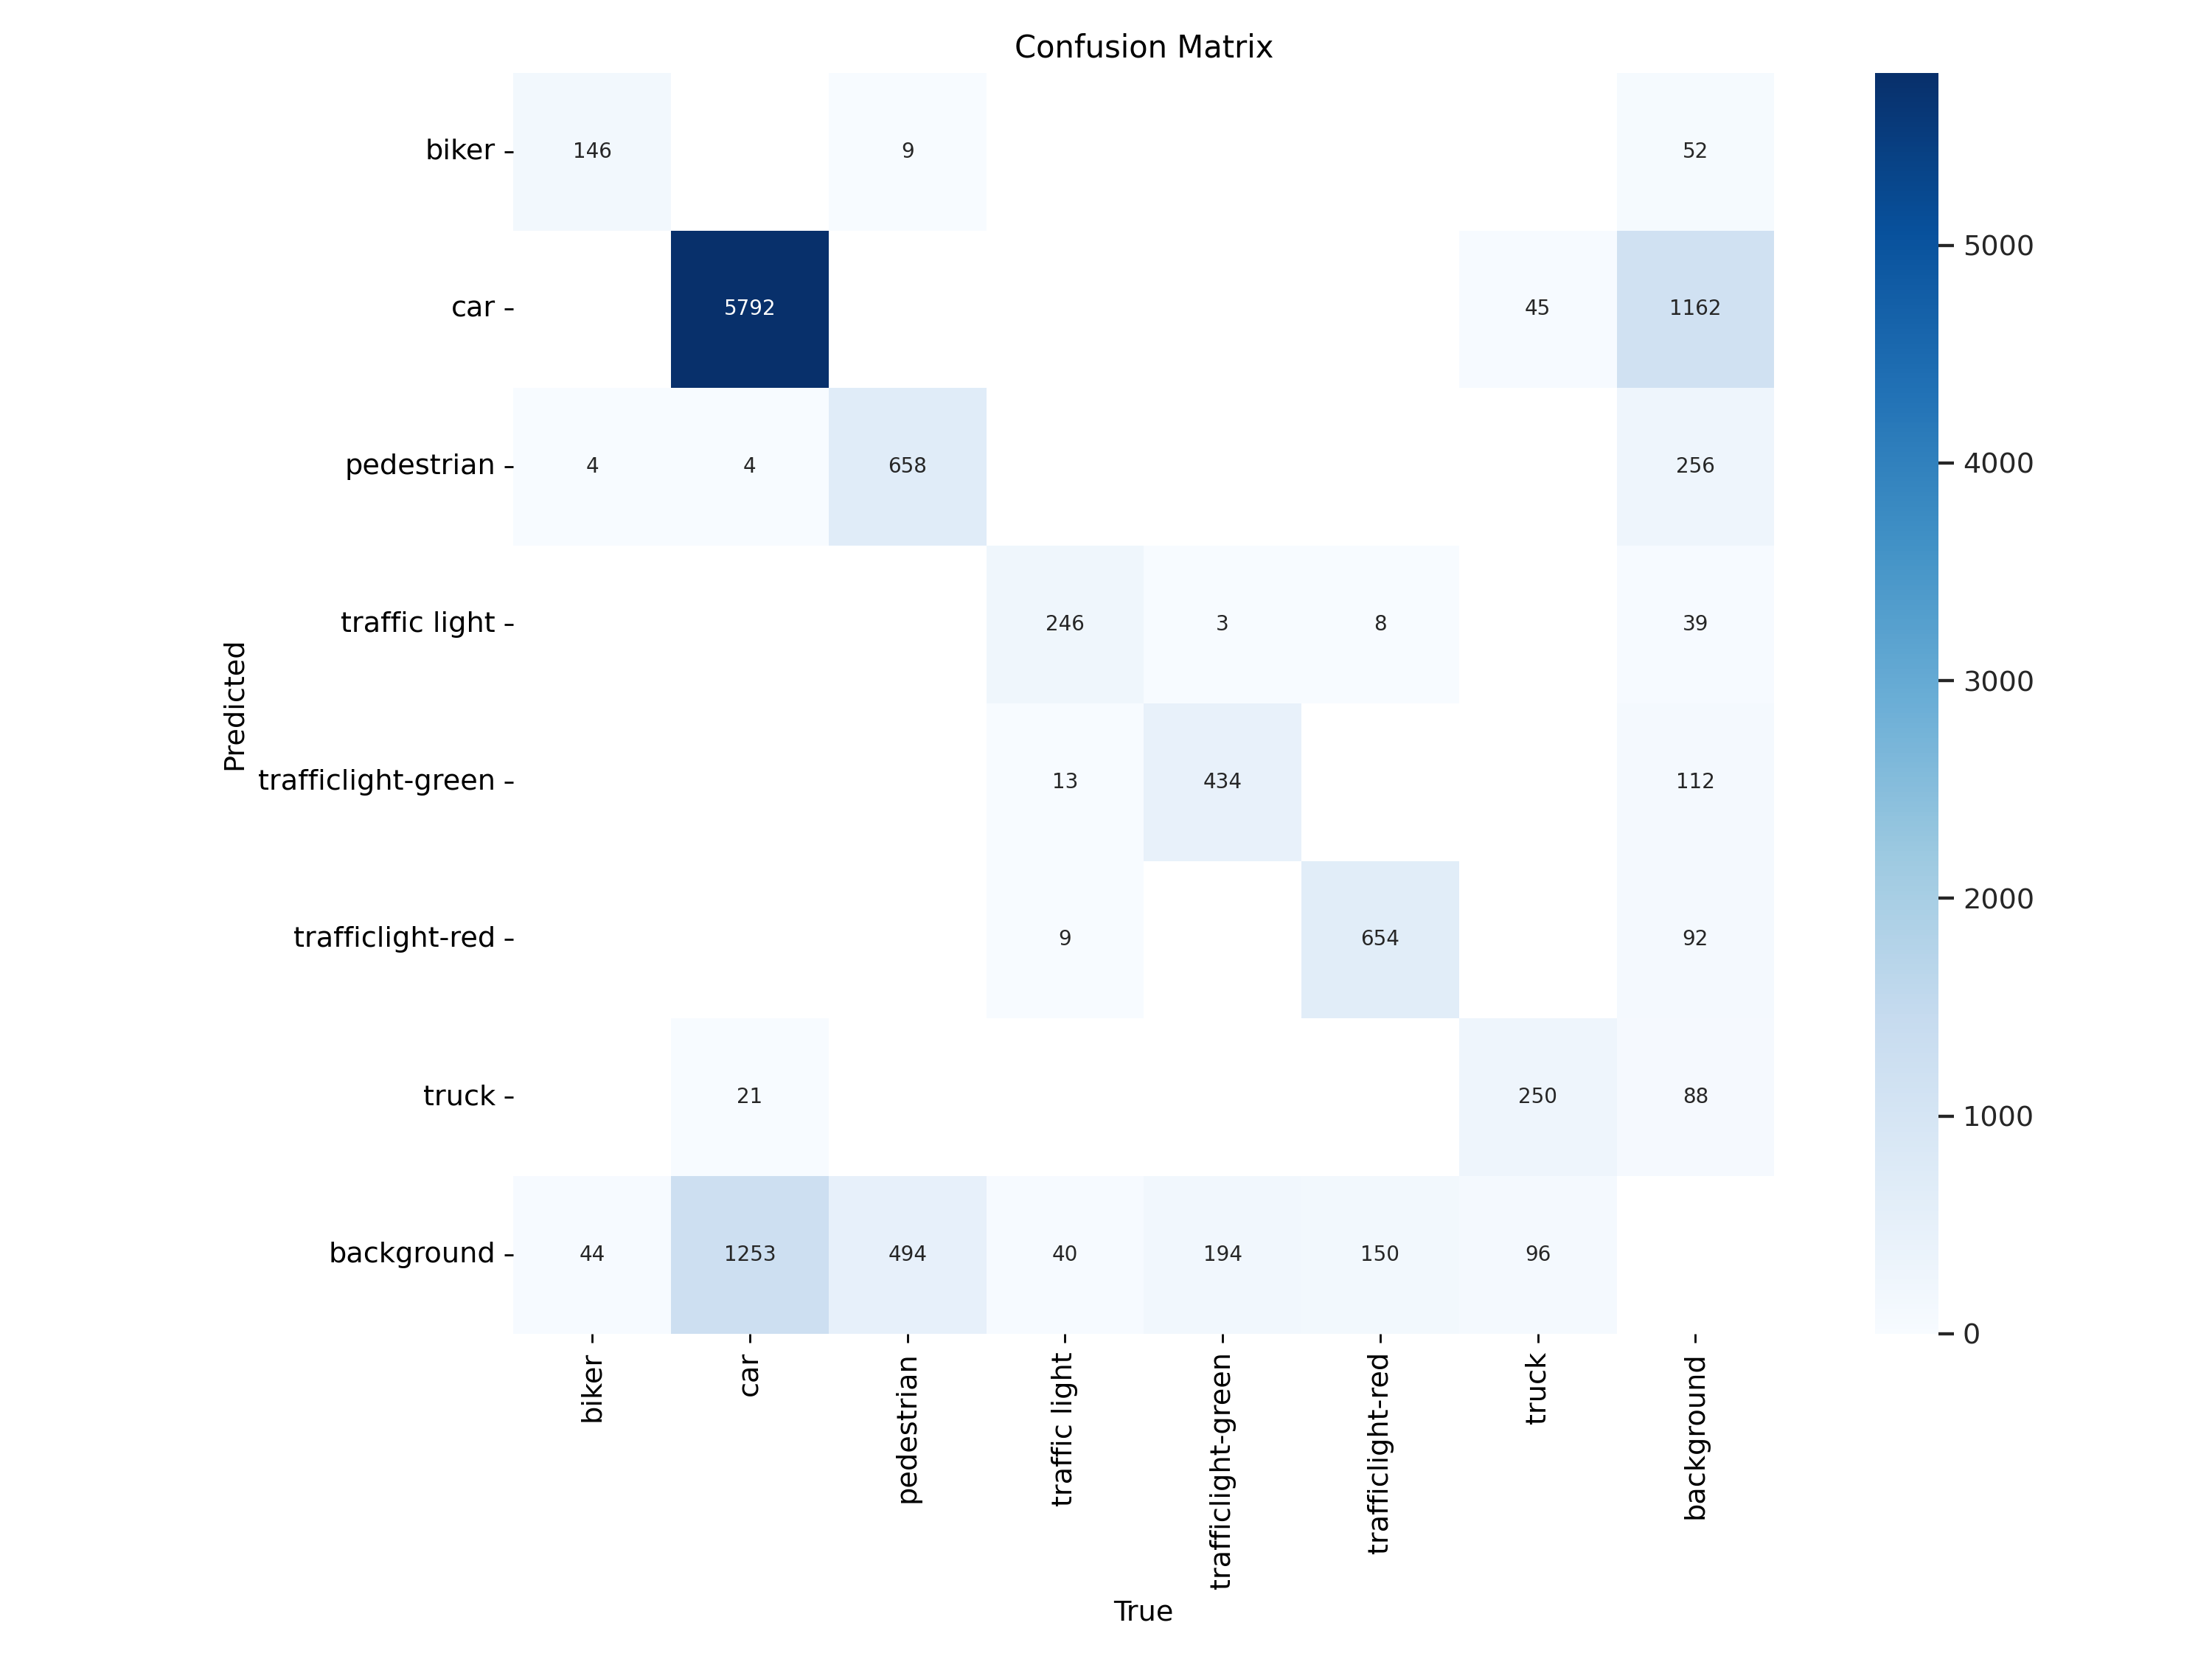 Confusion Matrix
biker 146 9 52
car 5792 45 1162
pedestrian 4 4 658 256
traffic light 246 3 8 39
trafficlight-green 13 434 112
trafficlight-red 9 654 92
truck 21 250 88
background 44 1253 494 40 194 150 96
Predicted
biker car pedestrian traffic light trafficlight-green trafficlight-red truck background
True
5000
4000
3000
2000
1000
0